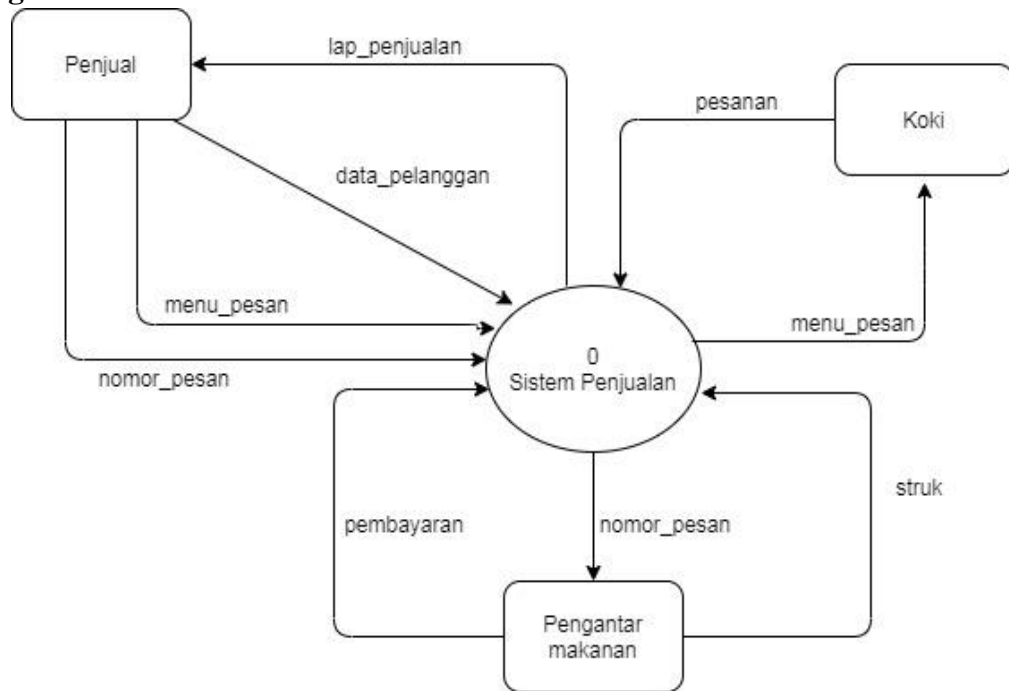 lap_penjualan
Penjual
pesanan
Koki
data_pelanggan
menu_pesan
menu_pesan
nomor_pesan
0
Sistem Penjualan
pembayaran
nomor_pesan
struk
Pengantar
makanan